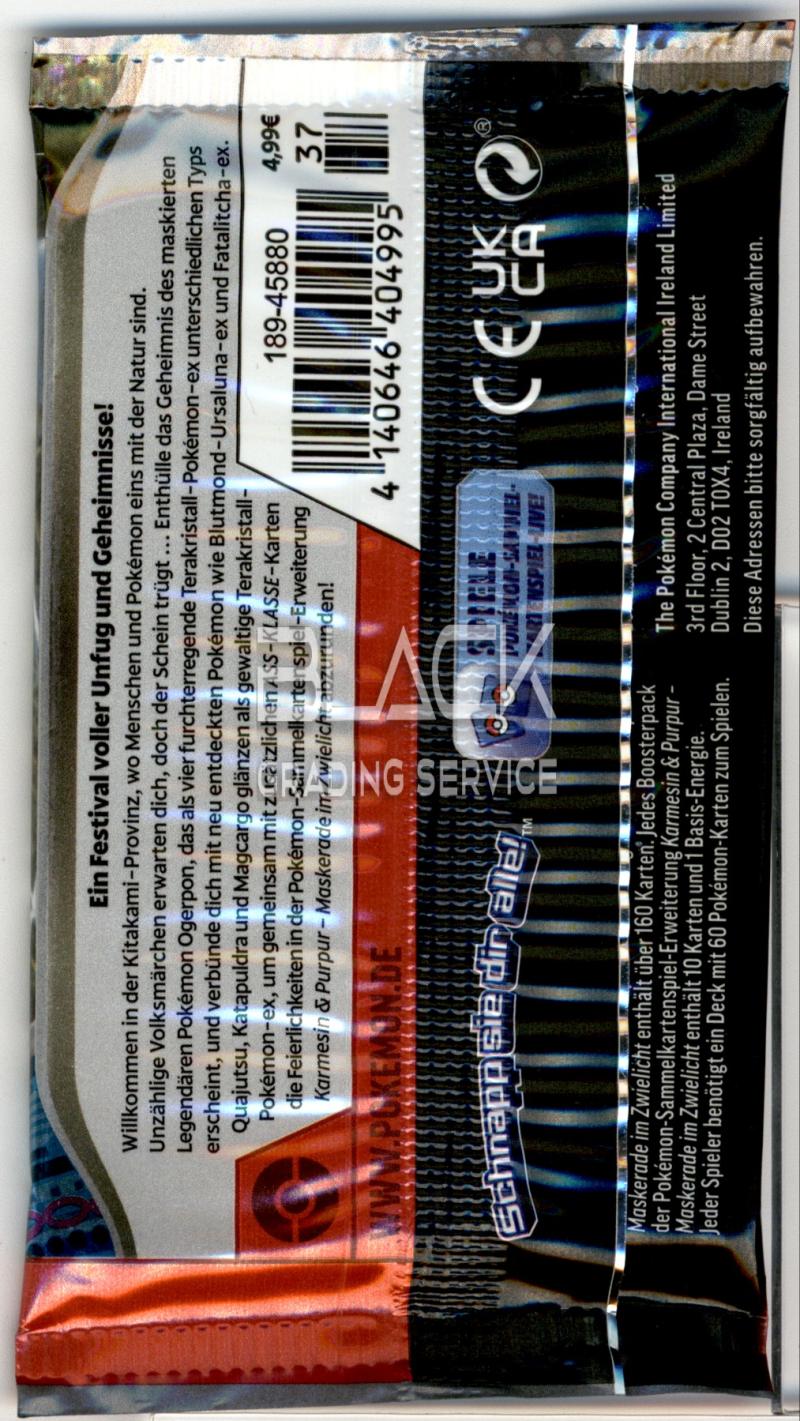 Ein Festival voller Unfug und Geheimnisse!
Willkommen in der Kitakami-Provinz, wo Menschen und Pokémon eins mit der Natur sind.
Unzählige Volksmärchen erwarten dich, doch der Schein trügt ... Enthülle das Geheimnis des maskierten
Legendären Pokémon Ogerpon, das als vier furchterregende Terakristall-Pokémon-ex unterschiedlichen Typs
erscheint, und verbünde dich mit neu entdeckten Pokémon wie Blutmond-Ursaluna-ex und Fatalitcha-ex.
Quajutsu, Katapuldra und Magcargo glänzen als gewaltige Terakristall-
Pokémon-ex, um gemeinsam mit zusätzlichen ASS-KLASSE-Karten
die Feierlichkeiten in der Pokémon-Sammelkartenspiel-Erweiterung
Karmesin & Purpur – Maskerade im Zwielicht abzurunden!
189-45880 4,99€
37
4 140646 404995
WWW.POKEMON.DE
BLACK
GRADING SERVICE
Schnapp sie dir alle!™
SPIELE
POKÉMON-SAMMEL-
KARTENSPIEL-LIVE!
CE UK
CA
®
Maskerade im Zwielicht enthält über 160 Karten. Jedes Boosterpack
der Pokémon-Sammelkartenspiel-Erweiterung Karmesin & Purpur –
Maskerade im Zwielicht enthält 10 Karten und 1 Basis-Energie.
Jeder Spieler benötigt ein Deck mit 60 Pokémon-Karten zum Spielen.
The Pokémon Company International Ireland Limited
3rd Floor, 2 Central Plaza, Dame Street
Dublin 2, D02 T0X4, Ireland
Diese Adressen bitte sorgfältig aufbewahren.